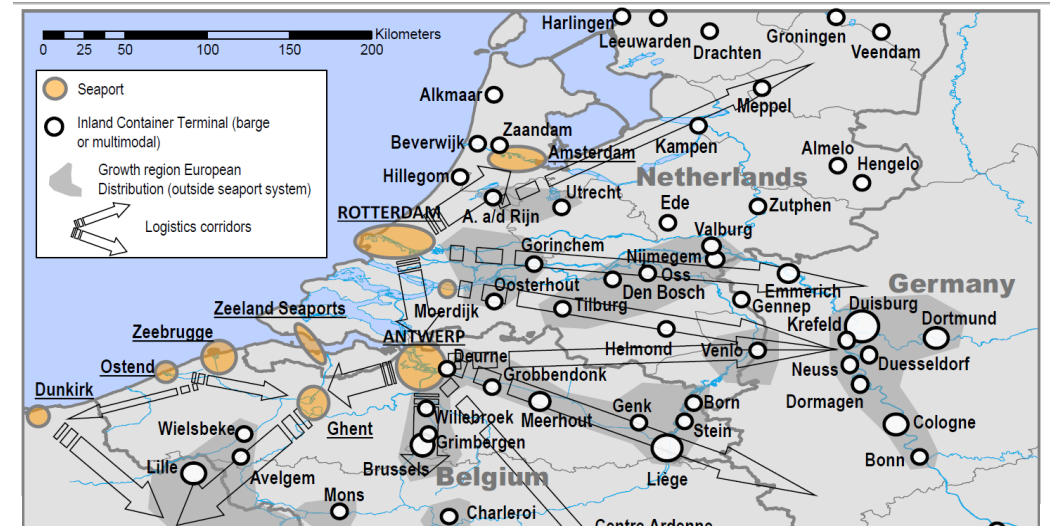 Harlingen
Leeuwarden
Drachten
Groningen
Veendam
Kilometers
0 25 50 100 150 200
Seaport
Inland Container Terminal (barge
or multimodal)
Growth region European
Distribution (outside seaport system)
Logistics corridors
Alkmaar
Meppel
Beverwijk
Zaandam
Kampen
Amsterdam
Almelo
Hengelo
Hillegom
Netherlands
Utrecht
ROTTERDAM
A. a/d Rijn
Ede
Zutphen
Valburg
Gorinchem
Nijmegem
Oss
Emmerich
Germany
Oosterhout
Den Bosch
Gennep
Duisburg
Zeeland Seaports
Moerdijk
Tilburg
Krefeld
Dortmund
Zeebrugge
ANTWERP
Helmond
Venlo
Deurne
Duesseldorf
Ostend
Neuss
Grobbendonk
Dunkirk
Dormagen
Born
Willebroek
Meerhout
Genk
Wielsbeke
Ghent
Stein
Cologne
Grimbergen
Lille
Brussels
Belgium
Liège
Bonn
Avelgem
Mons
Charleroi
Centre Ardenne